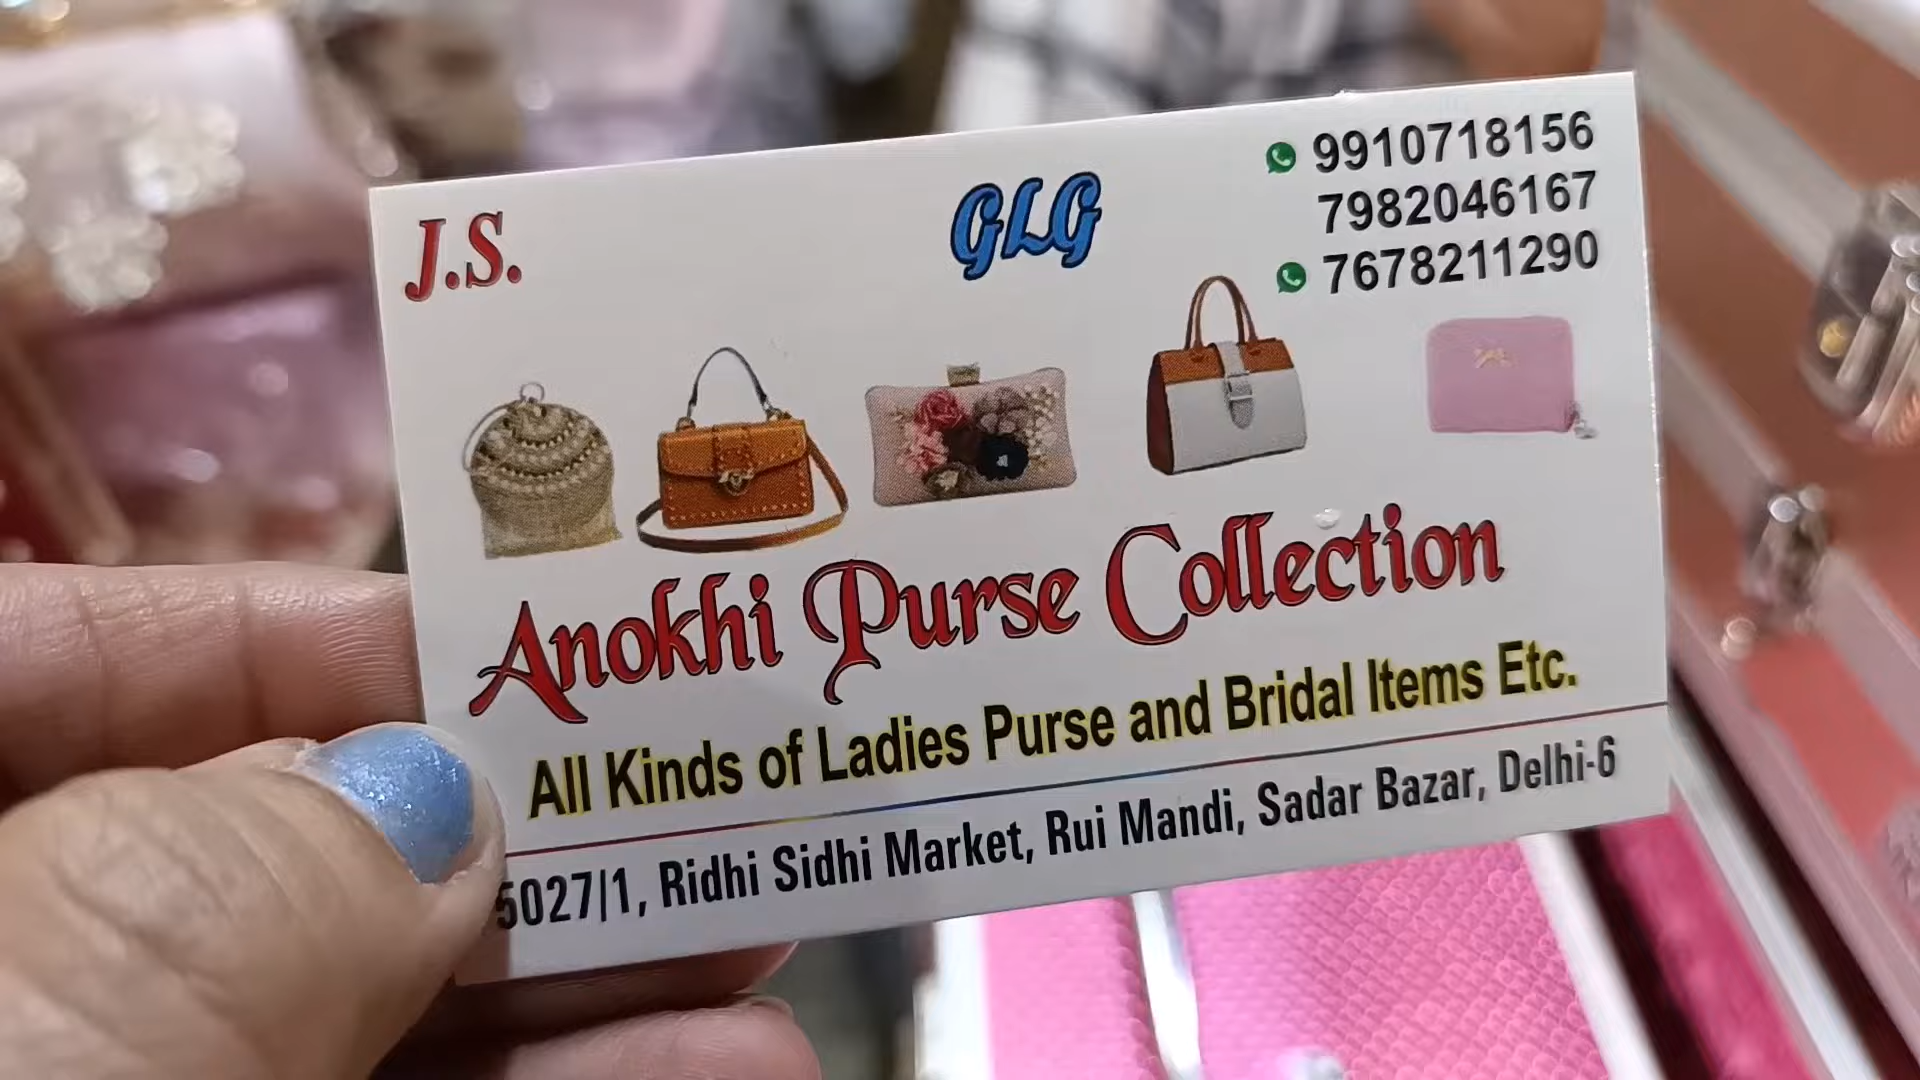 J.S.
GLG
9910718156
7982046167
7678211290
Anokhi Purse Collection
All Kinds of Ladies Purse and Bridal Items Etc.
5027/1, Ridhi Sidhi Market, Rui Mandi, Sadar Bazar, Delhi-6